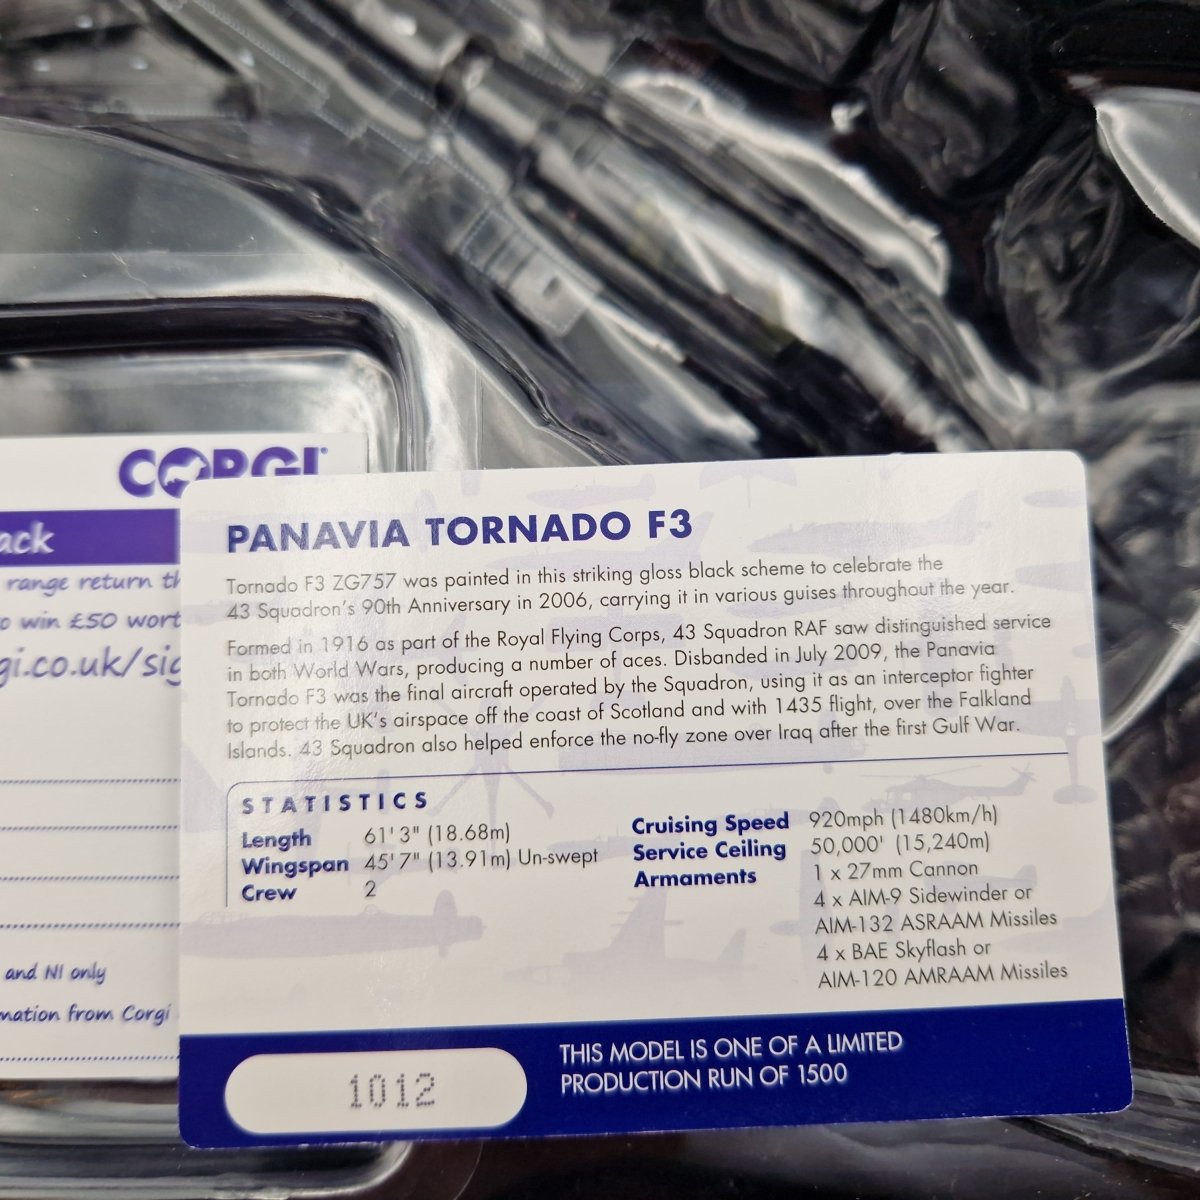 CORGI
ack
range return th
o win £50 wort
gi.co.uk/sig
and NI only
mation from Corgi
PANAVIA TORNADO F3
Tornado F3 ZG757 was painted in this striking gloss black scheme to celebrate the
43 Squadron's 90th Anniversary in 2006, carrying it in various guises throughout the year.
Formed in 1916 as part of the Royal Flying Corps, 43 Squadron RAF saw distinguished service
in both World Wars, producing a number of aces. Disbanded in July 2009, the Panavia
Tornado F3 was the final aircraft operated by the Squadron, using it as an interceptor fighter
to protect the UK's airspace off the coast of Scotland and with 1435 flight, over the Falkland
Islands. 43 Squadron also helped enforce the no-fly zone over Iraq after the first Gulf War.
STATISTICS
Length 61'3" (18.68m)
Wingspan 45'7" (13.91m) Un-swept
Crew 2
Cruising Speed 920mph (1480km/h)
Service Ceiling 50,000' (15,240m)
Armaments 1 x 27mm Cannon
4 x AIM-9 Sidewinder or
AIM-132 ASRAAM Missiles
4 x BAE Skyflash or
AIM-120 AMRAAM Missiles
1012
THIS MODEL IS ONE OF A LIMITED
PRODUCTION RUN OF 1500